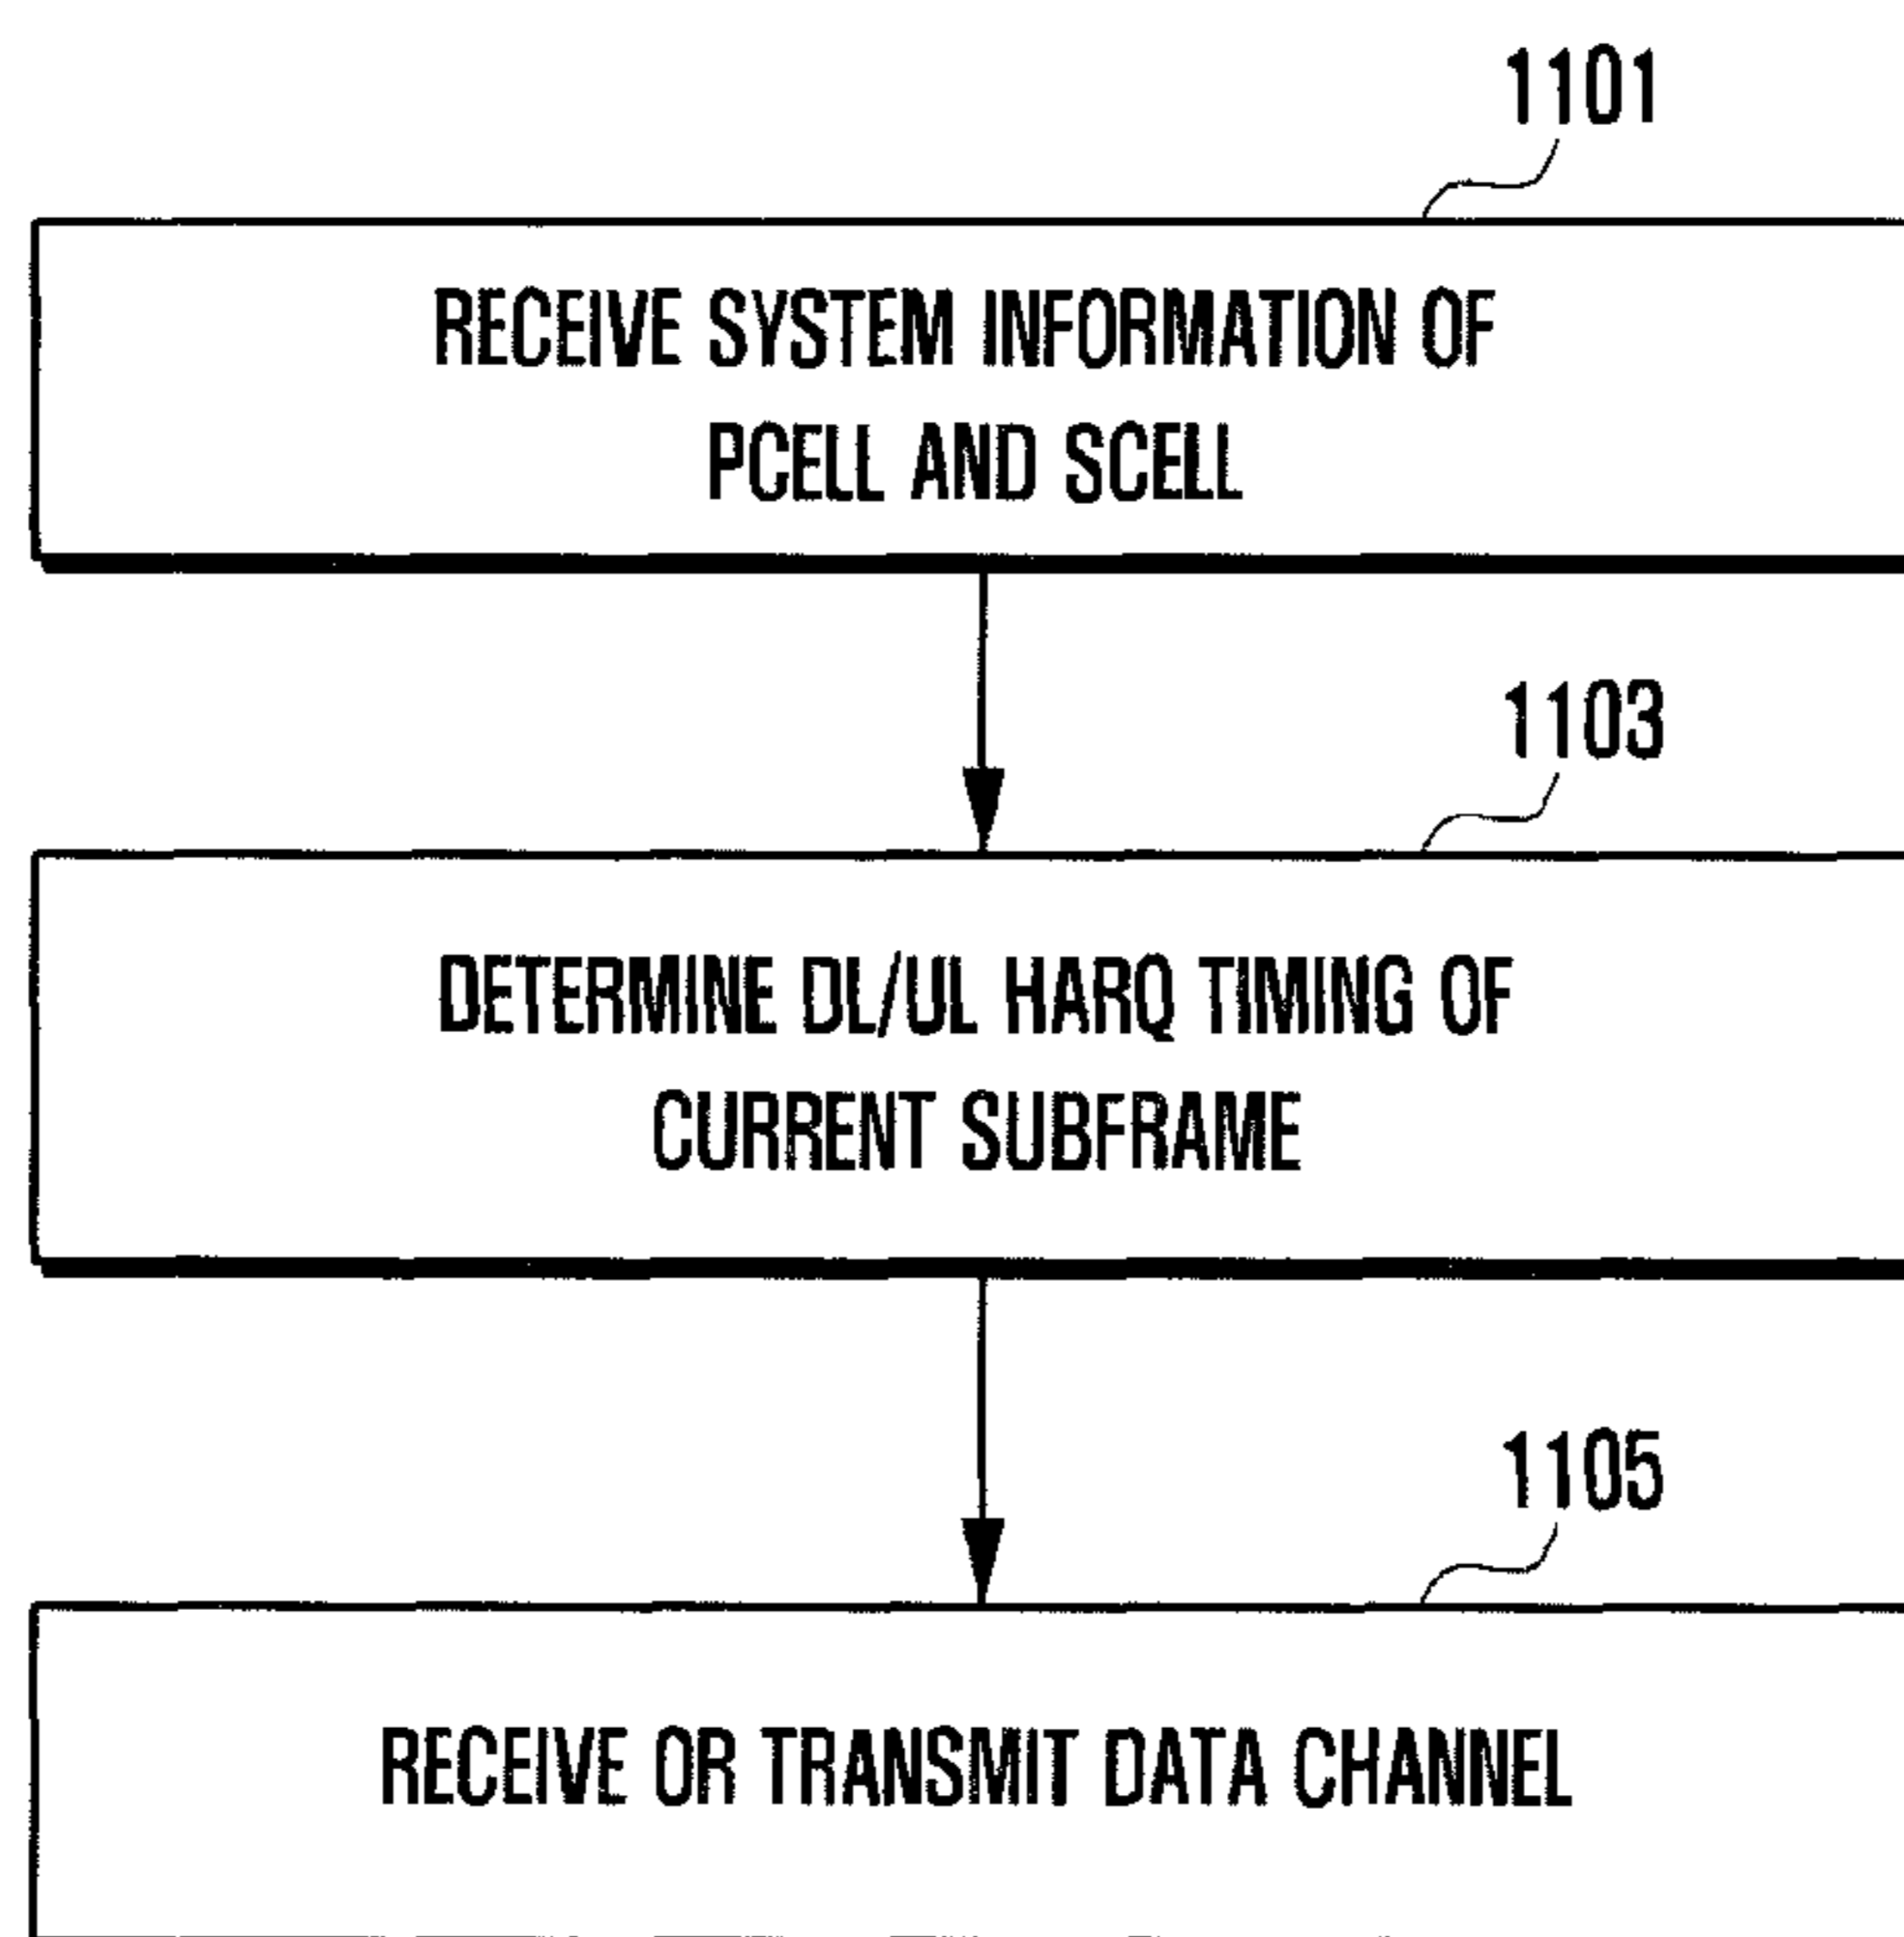 1101
RECEIVE SYSTEM INFORMATION OF
PCELL AND SCELL
1103
DETERMINE DL/UL HARQ TIMING OF
CURRENT SUBFRAME
1105
RECEIVE OR TRANSMIT DATA CHANNEL